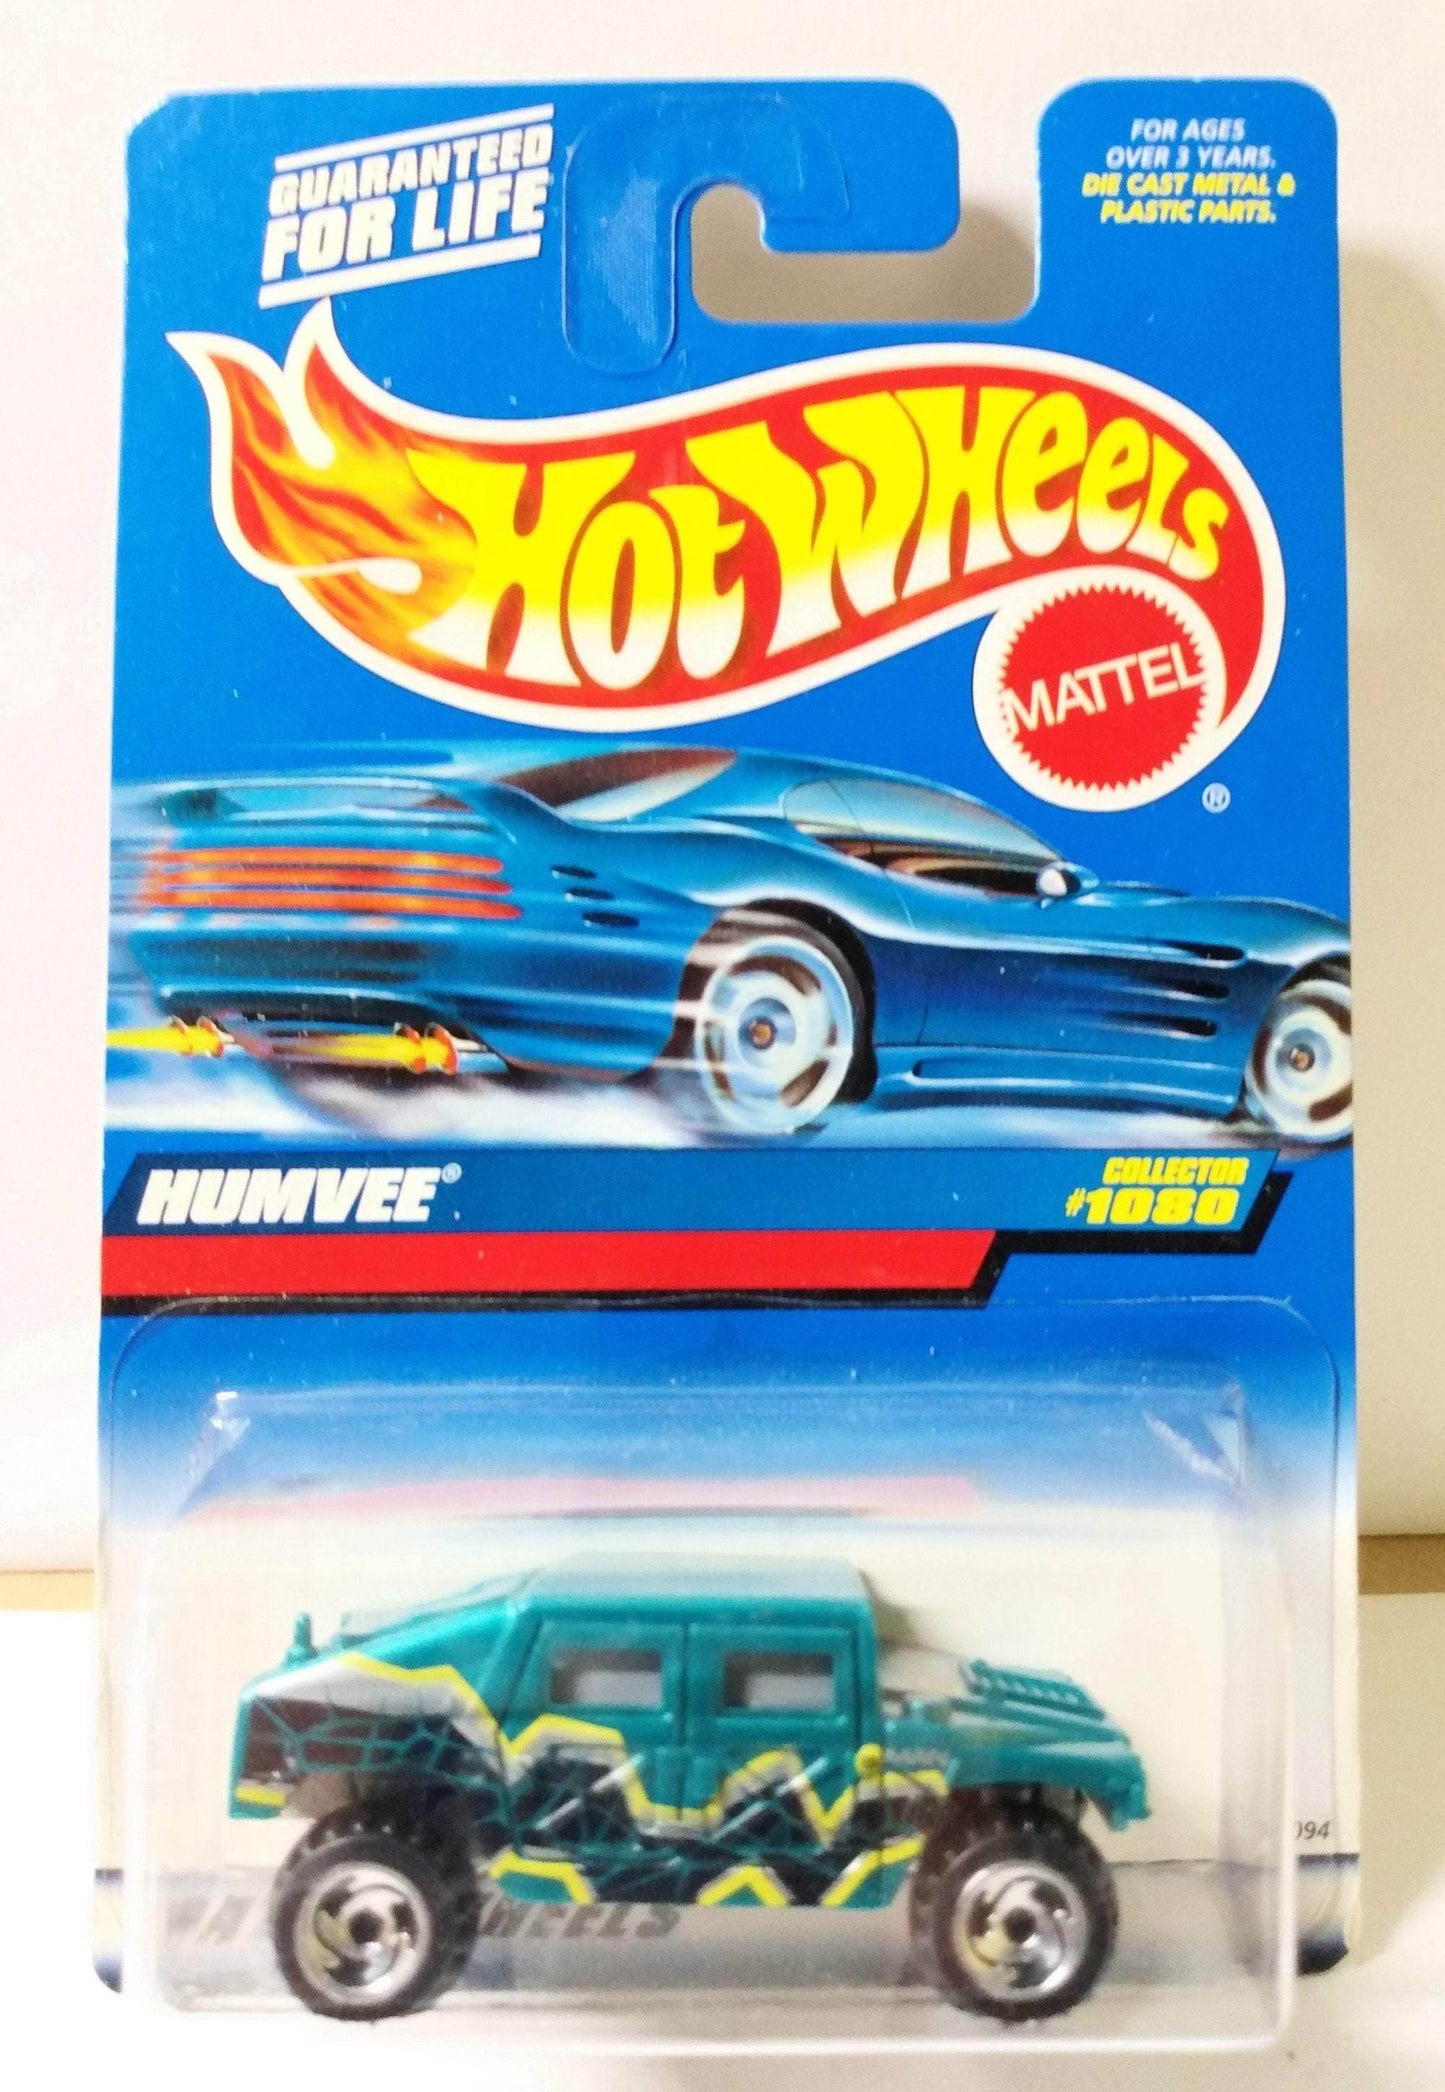 GUARANTEED
FOR LIFE
FOR AGES
OVER 3 YEARS.
DIE CAST METAL &
PLASTIC PARTS.
Hot Wheels
MATTEL
®
HUMVEE®
COLLECTOR
#1080
094